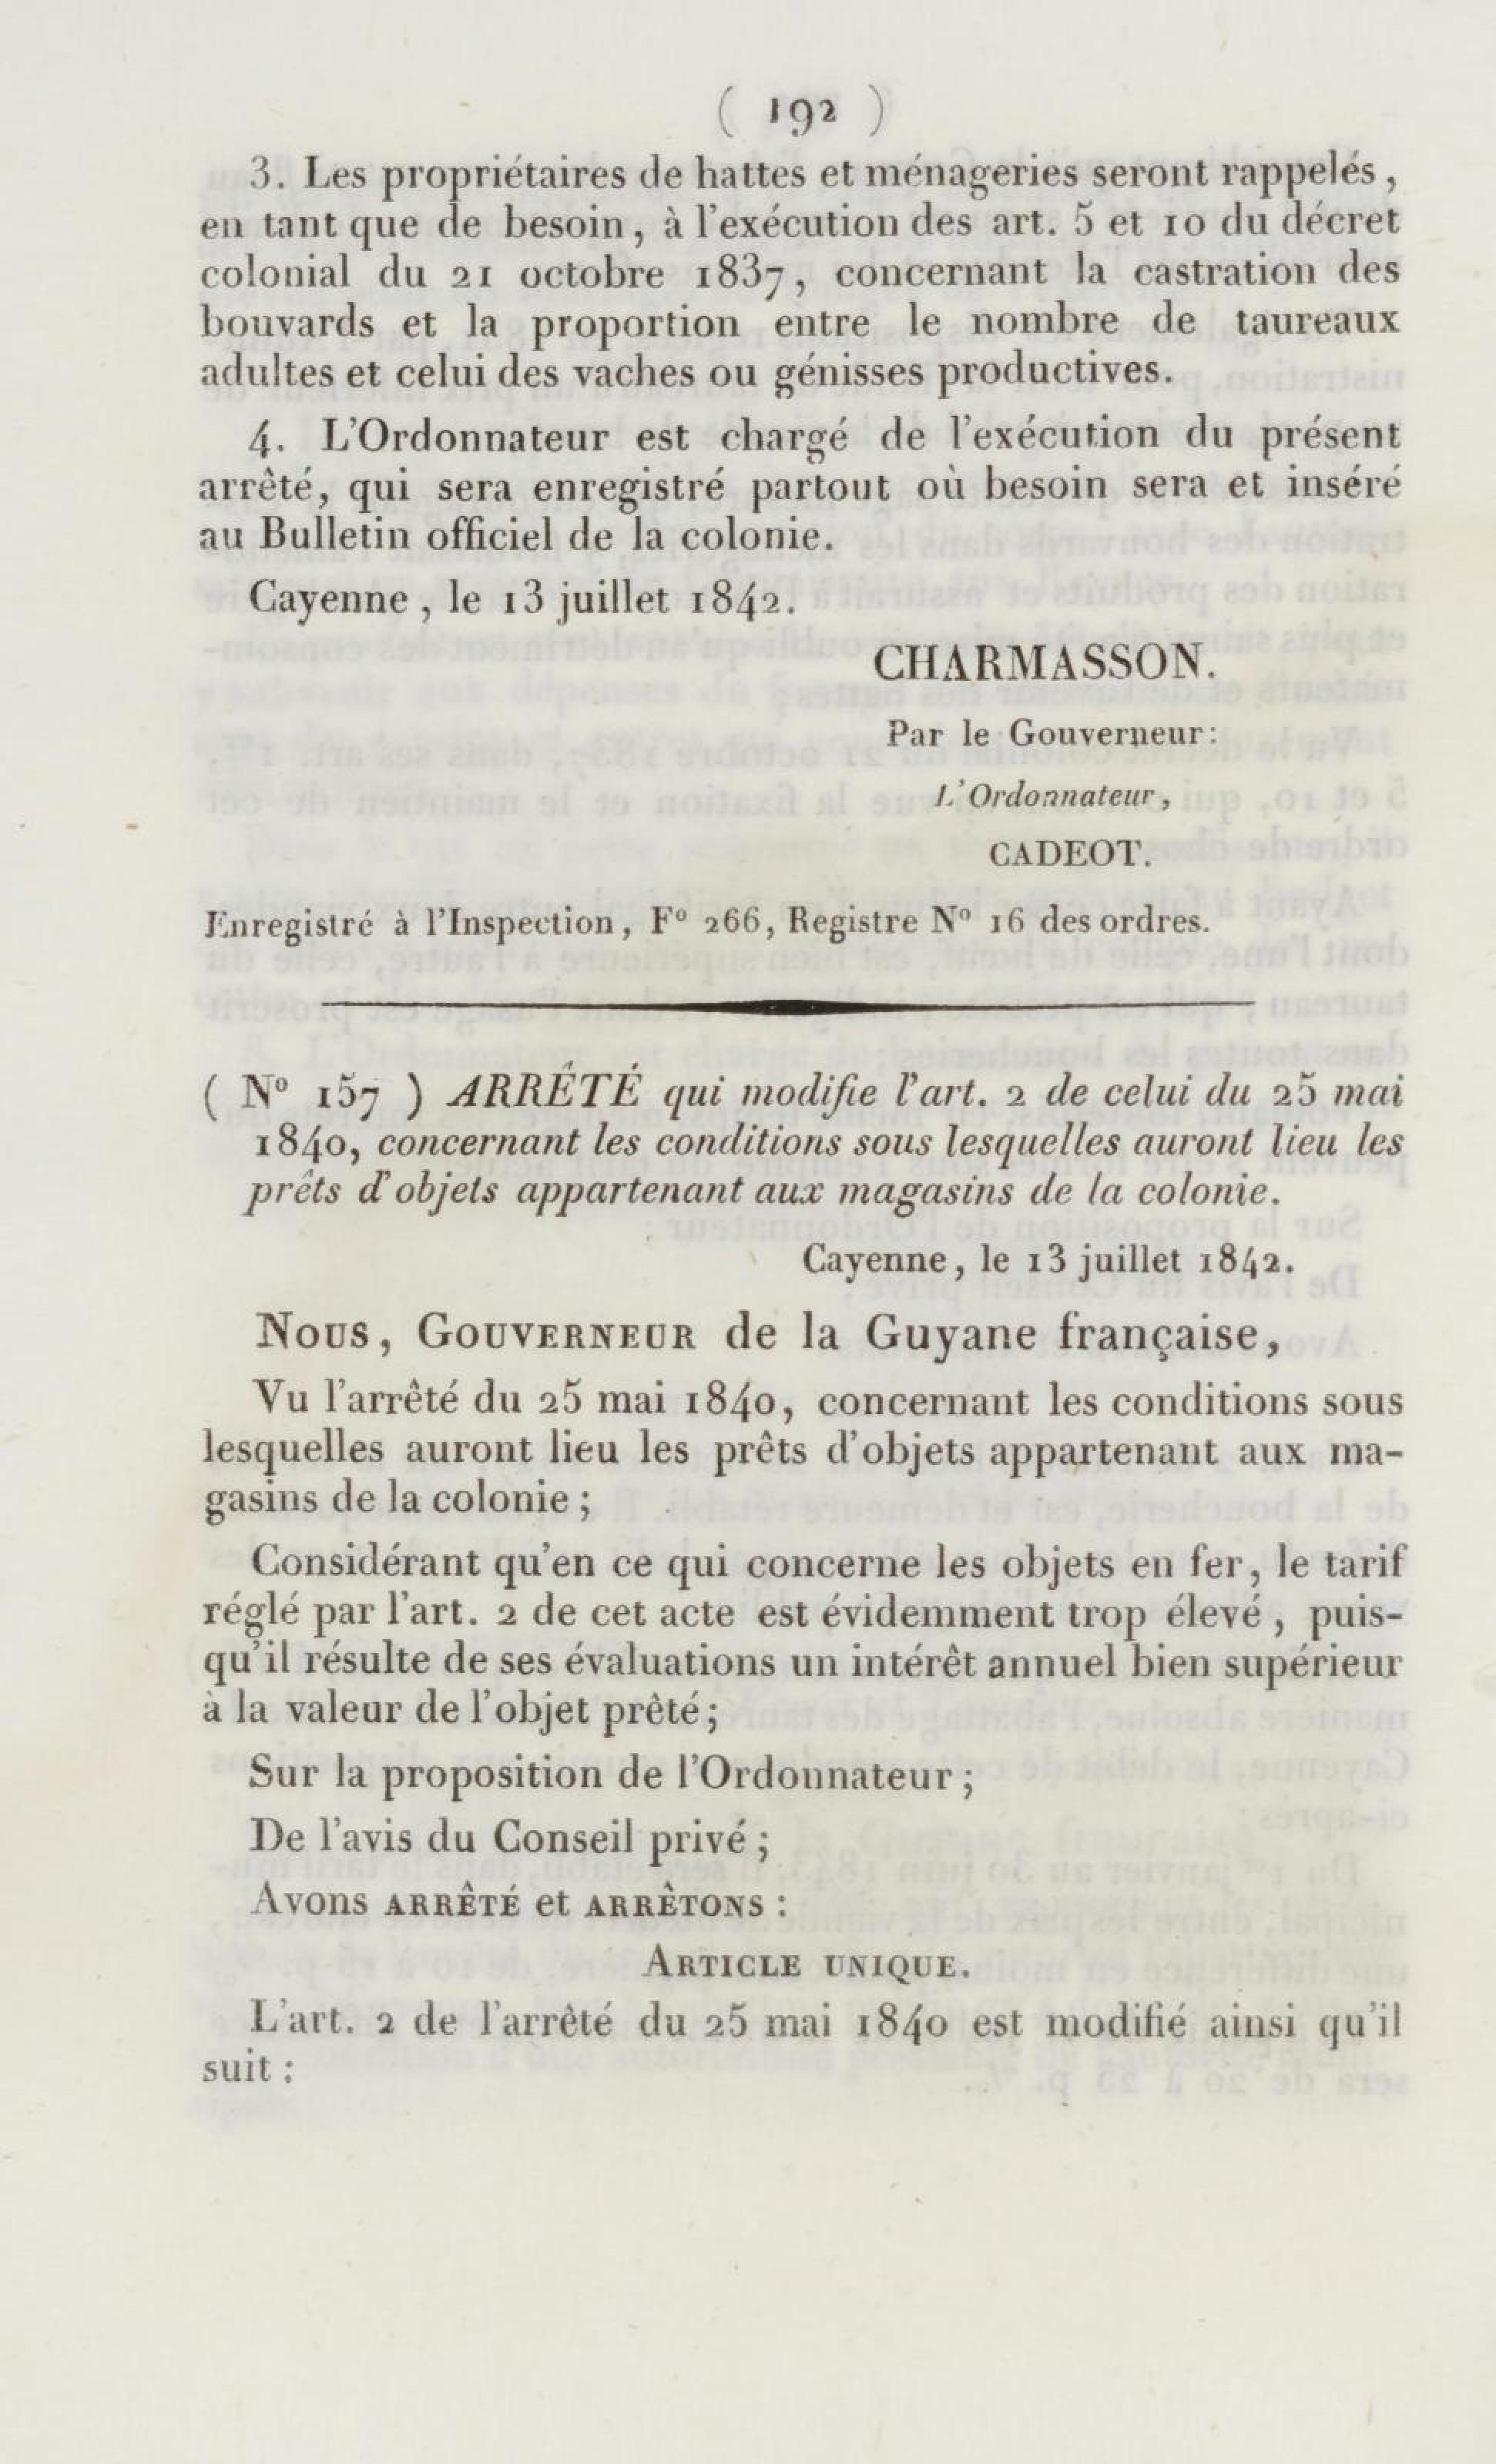 ( 192 )
3. Les propriétaires de hattes et ménageries seront rappelés,
en tant que de besoin, à l'exécution des art. 5 et 10 du décret
colonial du 21 octobre 1837, concernant la castration des
bouvards et la proportion entre le nombre de taureaux
adultes et celui des vaches ou génisses productives.
4. L'Ordonnateur est chargé de l'exécution du présent
arrêté, qui sera enregistré partout où besoin sera et inséré
au Bulletin officiel de la colonie.
Cayenne, le 13 juillet 1842.
CHARMASSON.
Par le Gouverneur:
L'Ordonnateur,
CADEOT.
Enregistré à l'Inspection, Fº 266, Registre Nº 16 des ordres.
( Nº 157 ) ARRÊTÉ qui modifie l'art. 2 de celui du 25 mai
1840, concernant les conditions sous lesquelles auront lieu les
prêts d'objets appartenant aux magasins de la colonie.
Cayenne, le 13 juillet 1842.
NOUS, GOUVERNEUR de la Guyane française,
Vu l'arrêté du 25 mai 1840, concernant les conditions sous
lesquelles auront lieu les prêts d'objets appartenant aux ma-
gasins de la colonie;
Considérant qu'en ce qui concerne les objets en fer, le tarif
réglé par l'art. 2 de cet acte est évidemment trop élevé, puis-
qu'il résulte de ses évaluations un intérêt annuel bien supérieur
à la valeur de l'objet prêté;
Sur la proposition de l'Ordonnateur;
De l'avis du Conseil privé;
Avons ARRÊTÉ et ARRÊTONS :
ARTICLE UNIQUE.
L'art. 2 de l'arrêté du 25 mai 1840 est modifié ainsi qu'il
suit :